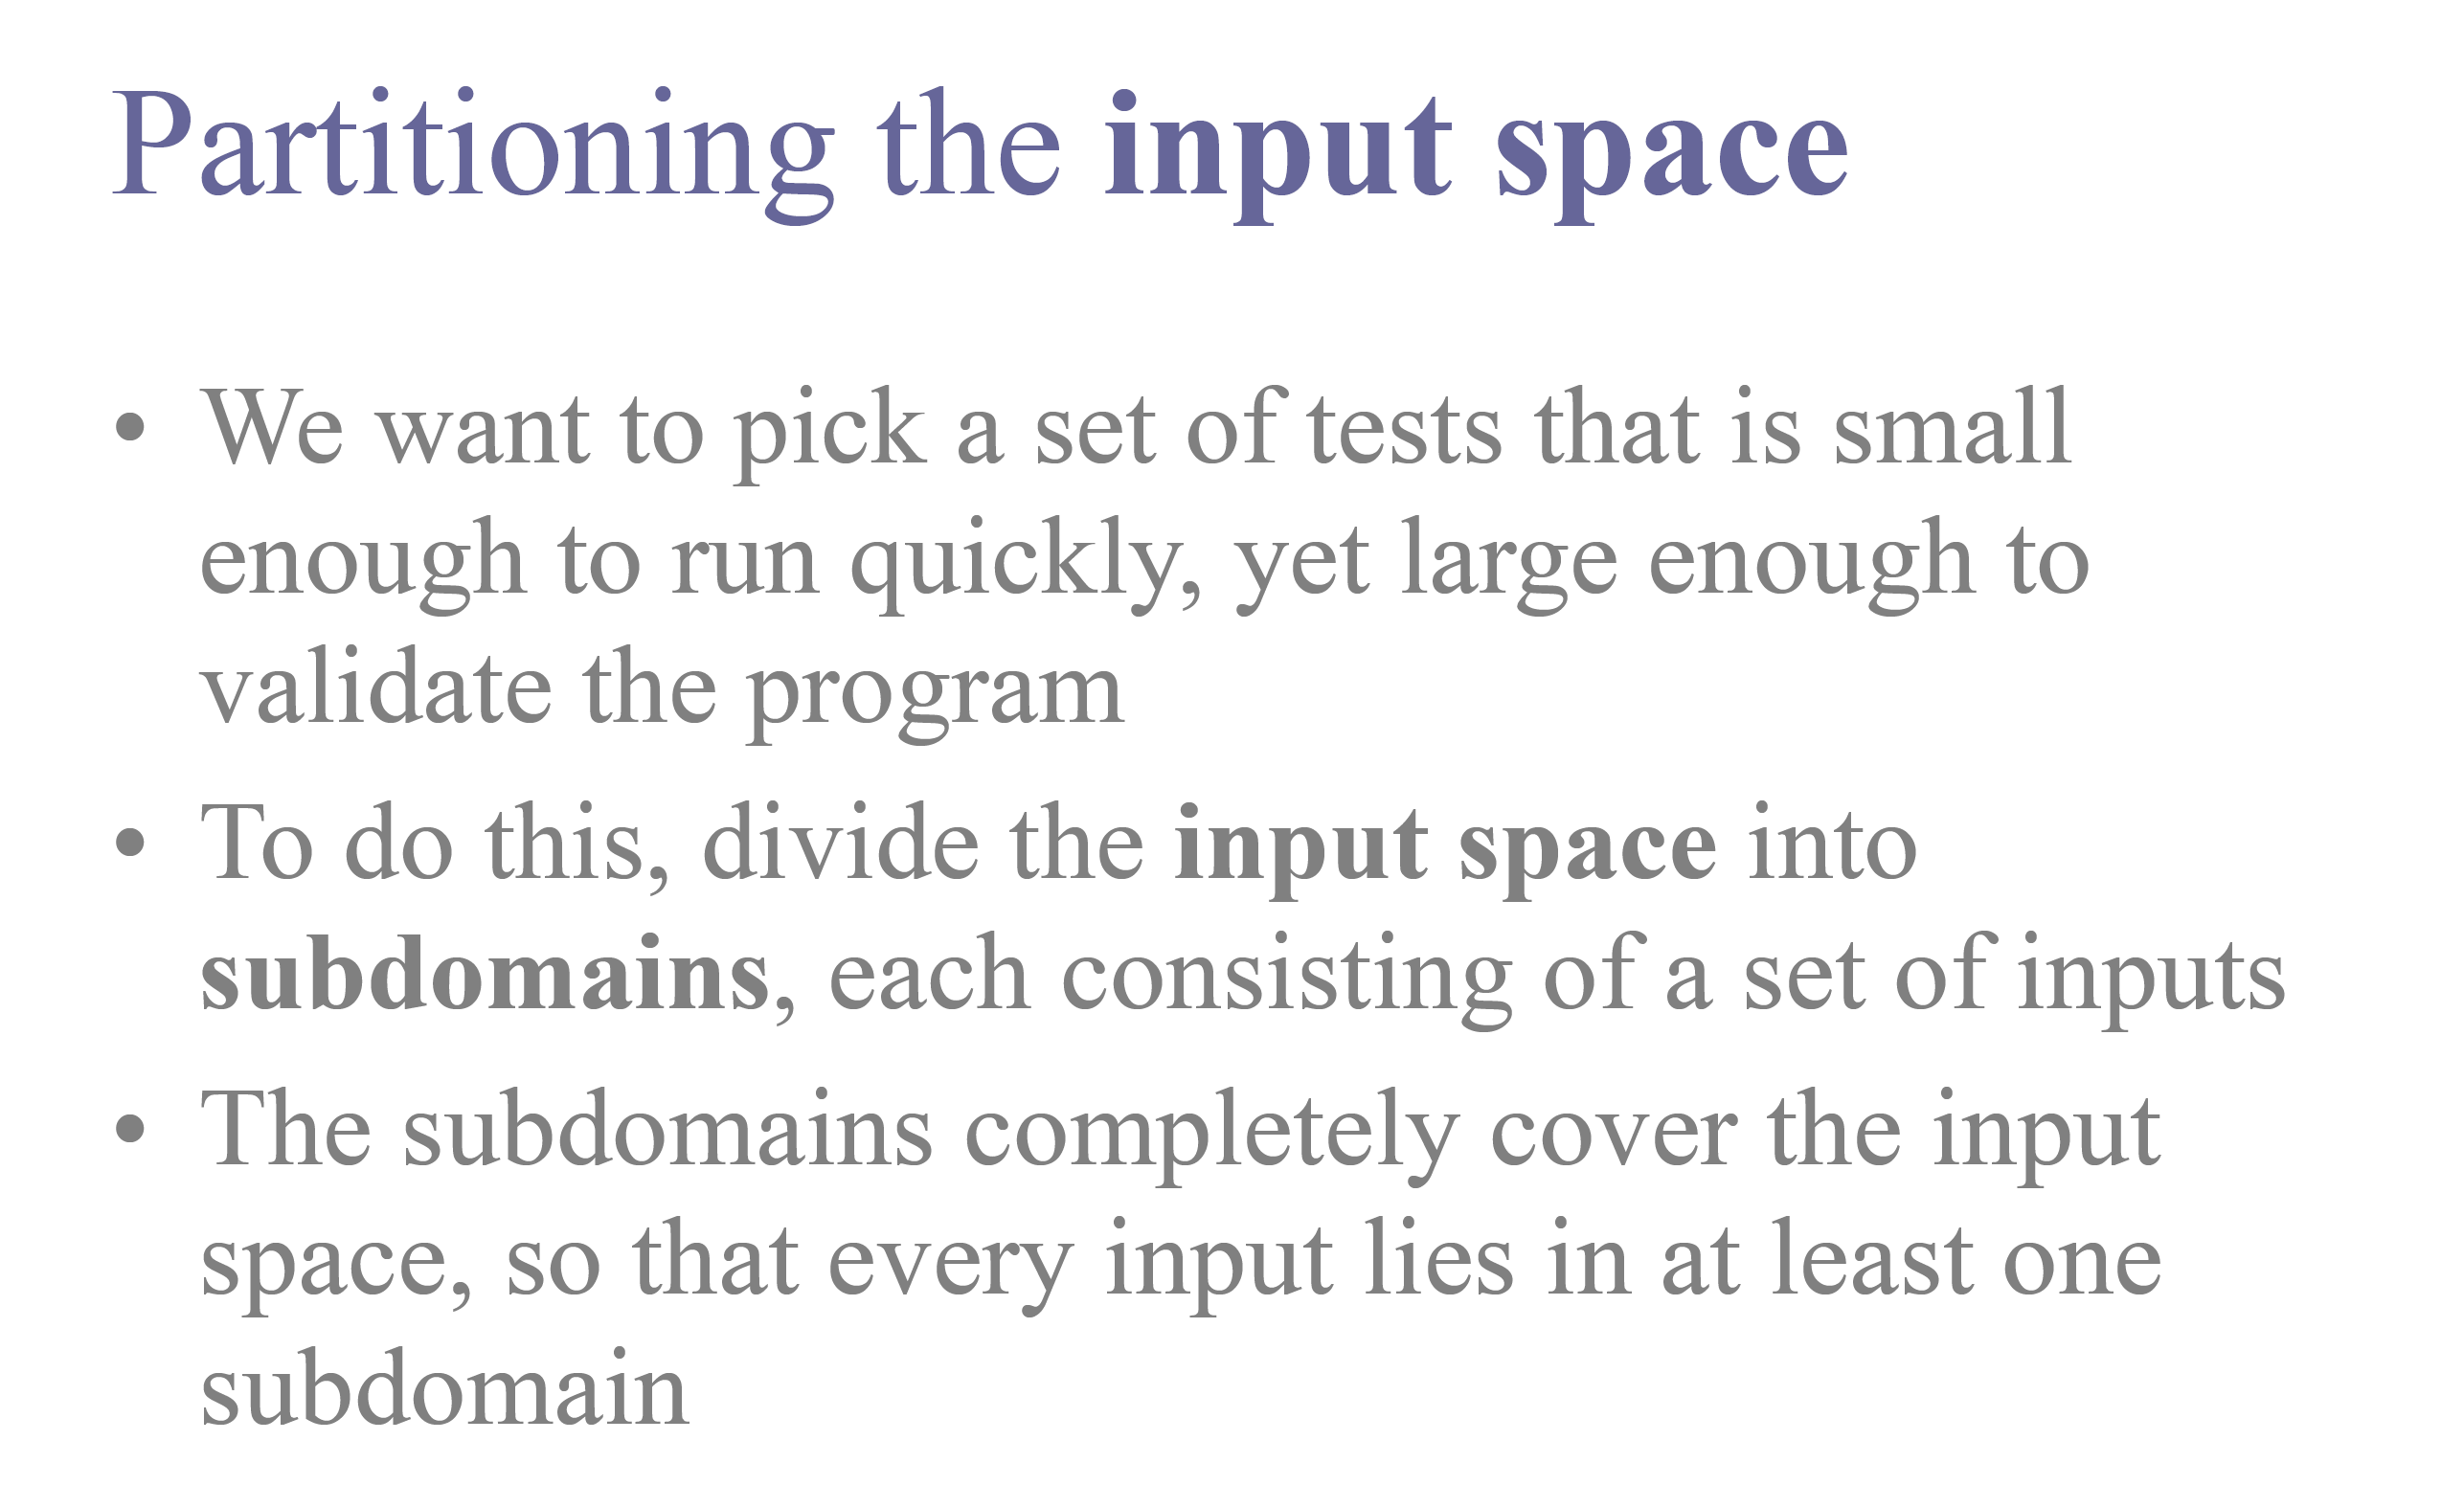 Partitioning the input space
• We want to pick a set of tests that is small
enough to run quickly, yet large enough to
validate the program
• To do this, divide the input space into
subdomains, each consisting of a set of inputs
• The subdomains completely cover the input
space, so that every input lies in at least one
subdomain